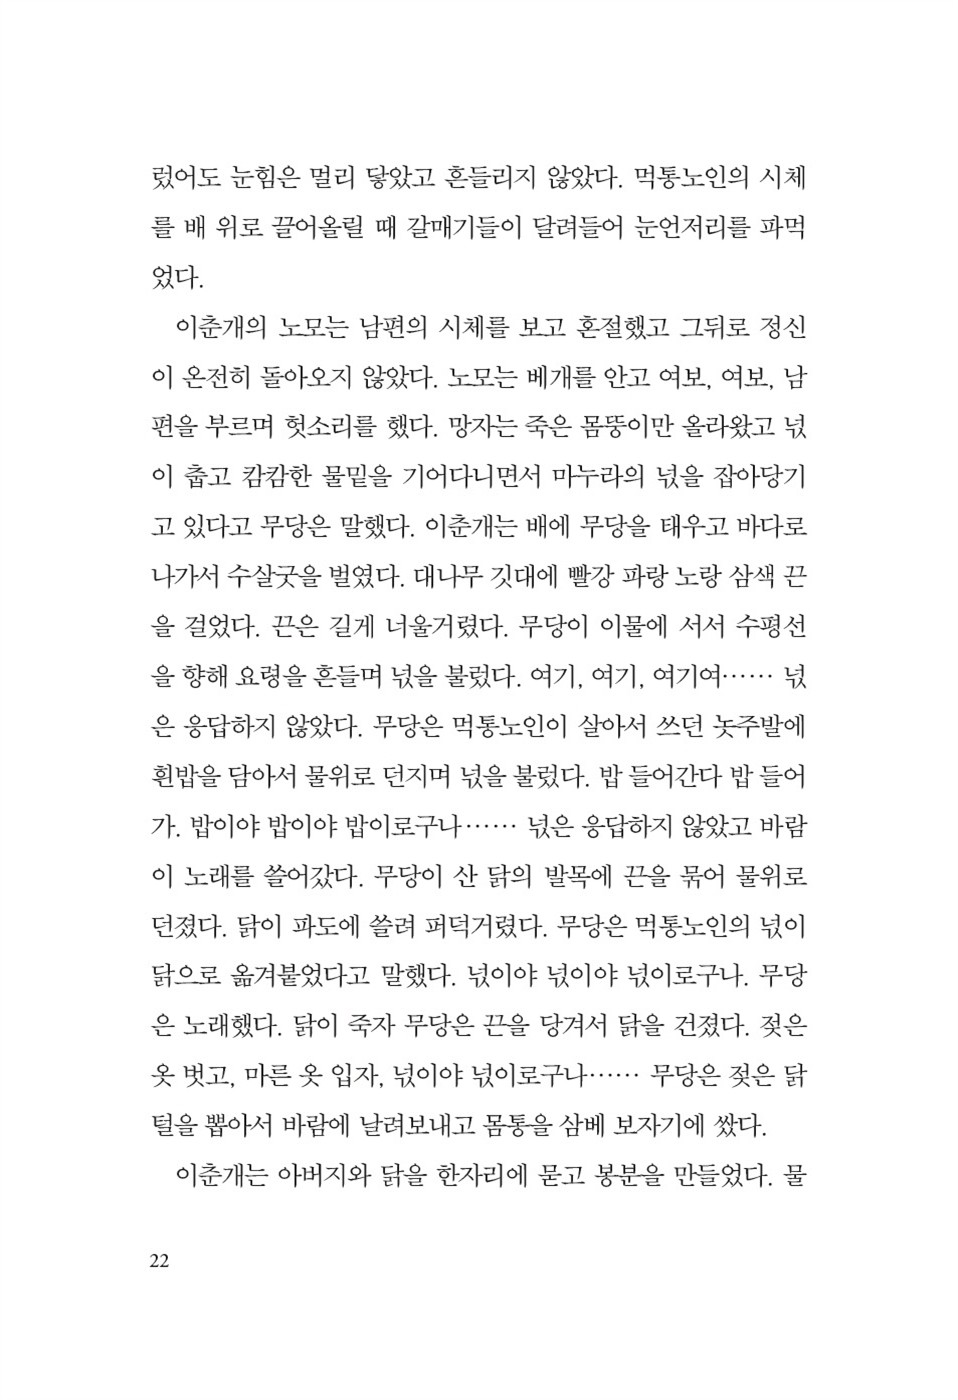 렀어도 눈힘은 멀리 닿았고 흔들리지 않았다. 먹통노인의 시체
를 배 위로 끌어올릴 때 갈매기들이 달려들어 눈언저리를 파먹
었다.
이춘개의 노모는 남편의 시체를 보고 혼절했고 그뒤로 정신
이 온전히 돌아오지 않았다. 노모는 베개를 안고 여보, 여보, 남
편을 부르며 헛소리를 했다. 망자는 죽은 몸뚱이만 올라왔고 넋
이 춥고 캄캄한 물밑을 기어다니면서 마누라의 넋을 잡아당기
고 있다고 무당은 말했다. 이춘개는 배에 무당을 태우고 바다로
나가서 수살굿을 벌였다. 대나무 깃대에 빨강 파랑 노랑 삼색 끈
을 걸었다. 끈은 길게 너울거렸다. 무당이 이물에 서서 수평선
을 향해 요령을 흔들며 넋을 불렀다. 여기, 여기, 여기여…… 넋
은 응답하지 않았다. 무당은 먹통노인이 살아서 쓰던 놋주발에
흰밥을 담아서 물위로 던지며 넋을 불렀다. 밥 들어간다 밥 들어
가. 밥이야 밥이야 밥이로구나…… 넋은 응답하지 않았고 바람
이 노래를 쓸어갔다. 무당이 산 닭의 발목에 끈을 묶어 물위로
던졌다. 닭이 파도에 쓸려 퍼덕거렸다. 무당은 먹통노인의 넋이
닭으로 옮겨붙었다고 말했다. 넋이야 넋이야 넋이로구나. 무당
은 노래했다. 닭이 죽자 무당은 끈을 당겨서 닭을 건졌다. 젖은
옷 벗고, 마른 옷 입자, 넋이야 넋이로구나…… 무당은 젖은 닭
털을 뽑아서 바람에 날려보내고 몸통을 삼베 보자기에 쌌다.
이춘개는 아버지와 닭을 한자리에 묻고 봉분을 만들었다. 물
22